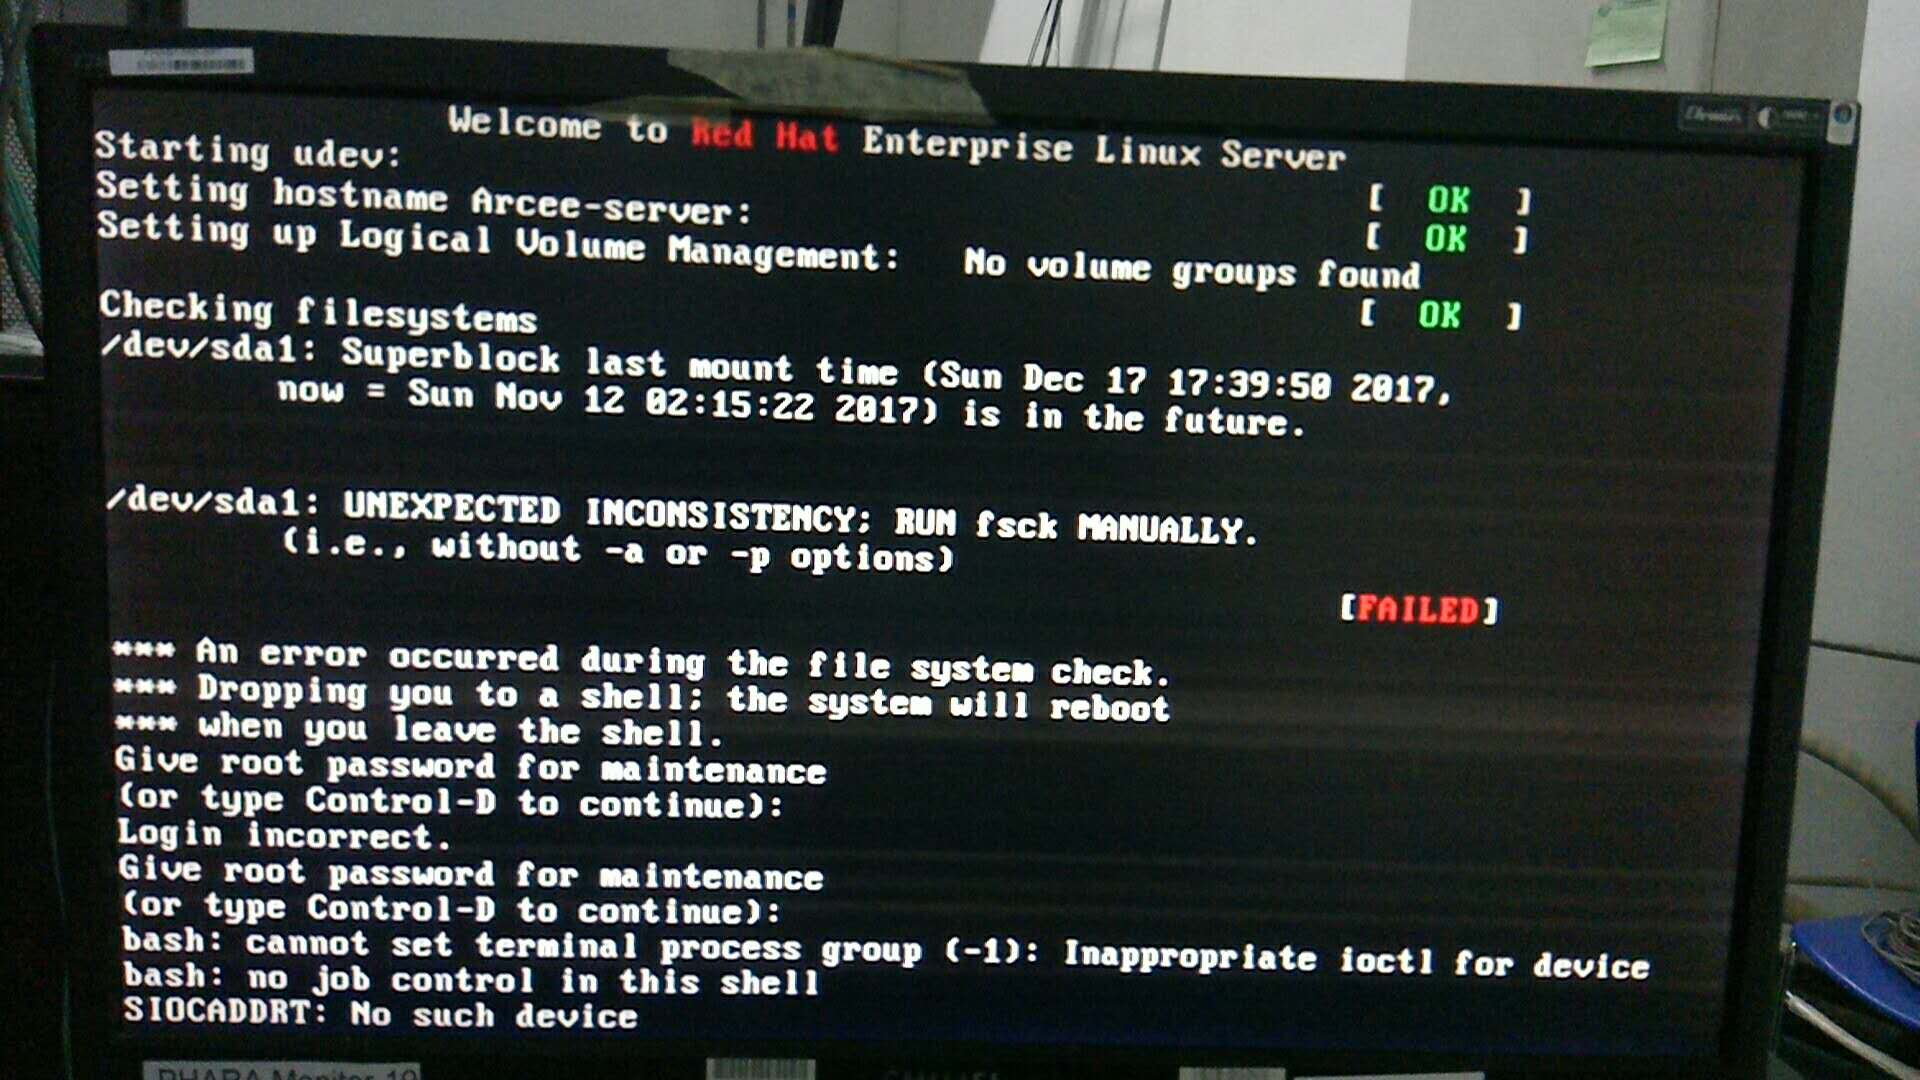 Welcome to Red Hat Enterprise Linux Server
Starting udev: [ OK ]
Setting hostname Arcee-server: [ OK ]
Setting up Logical Volume Management: No volume groups found
[ OK ]
Checking filesystems
/dev/sda1: Superblock last mount time (Sun Dec 17 17:39:50 2017,
now = Sun Nov 12 02:15:22 2017) is in the future.
/dev/sda1: UNEXPECTED INCONSISTENCY; RUN fsck MANUALLY.
(i.e., without -a or -p options)
[FAILED]
*** An error occurred during the file system check.
*** Dropping you to a shell; the system will reboot
*** when you leave the shell.
Give root password for maintenance
(or type Control-D to continue):
Login incorrect.
Give root password for maintenance
(or type Control-D to continue):
bash: cannot set terminal process group (-1): Inappropriate ioctl for device
bash: no job control in this shell
SIOCADDRT: No such device
Monitor